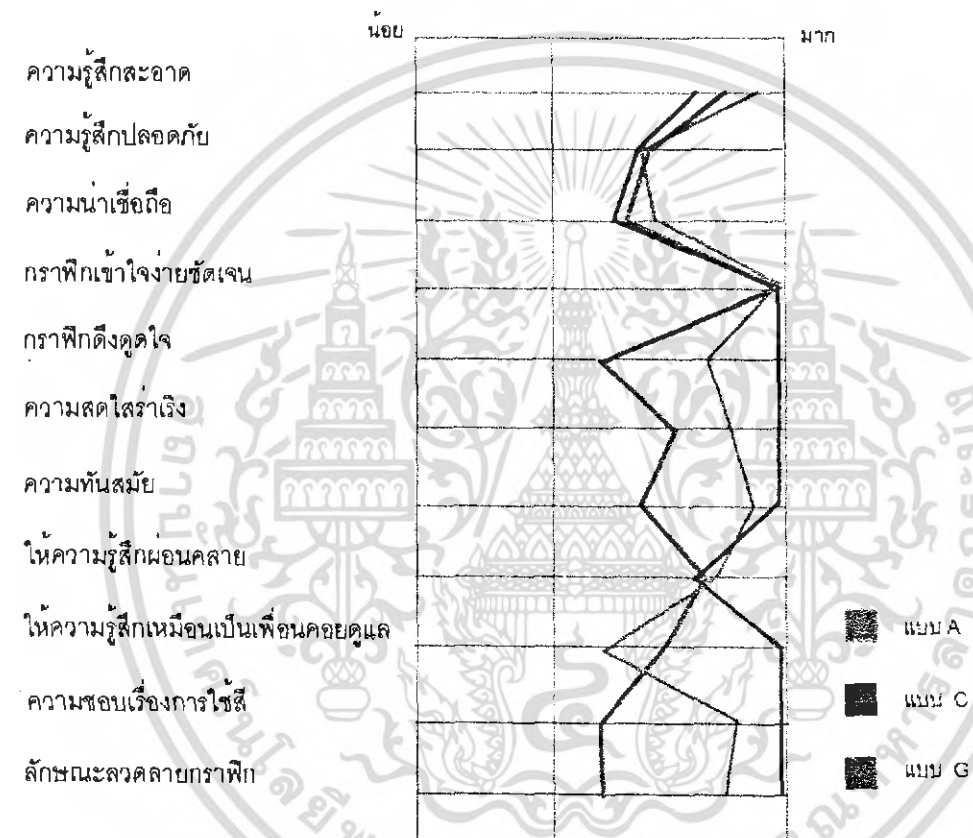 น้อย มาก
ความรู้สึกสะอาด
ความรู้สึกปลอดภัย
ความน่าเชื่อถือ
กราฟิกเข้าใจง่ายชัดเจน
กราฟิกดึงดูดใจ
ความสดใสร่าเริง
ความทันสมัย
ให้ความรู้สึกผ่อนคลาย
ให้ความรู้สึกเหมือนเป็นเพื่อนคอยดูแล
แบบ A
ความชอบเรื่องการใช้สี
แบบ C
ลักษณะลวดลายกราฟิก
แบบ G